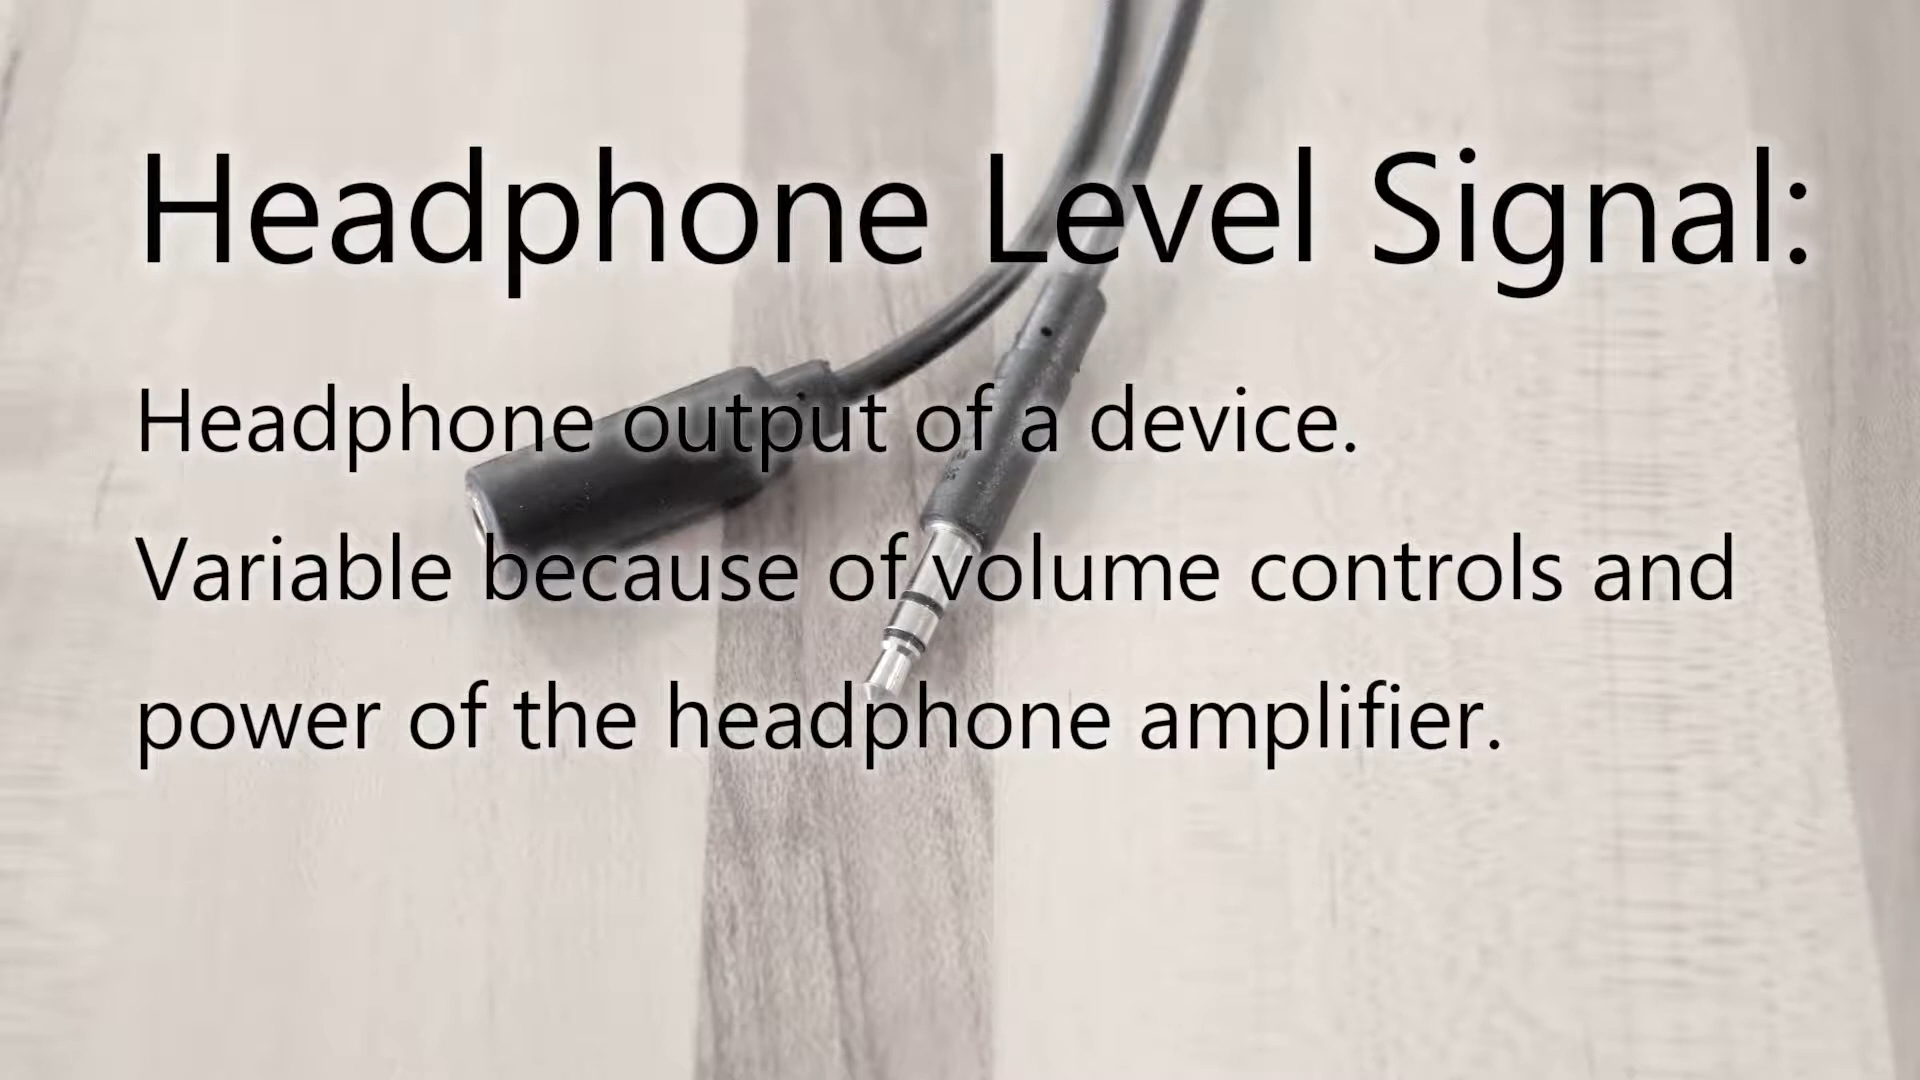 Headphone Level Signal:
Headphone output of a device.
Variable because of volume controls and
power of the headphone amplifier.